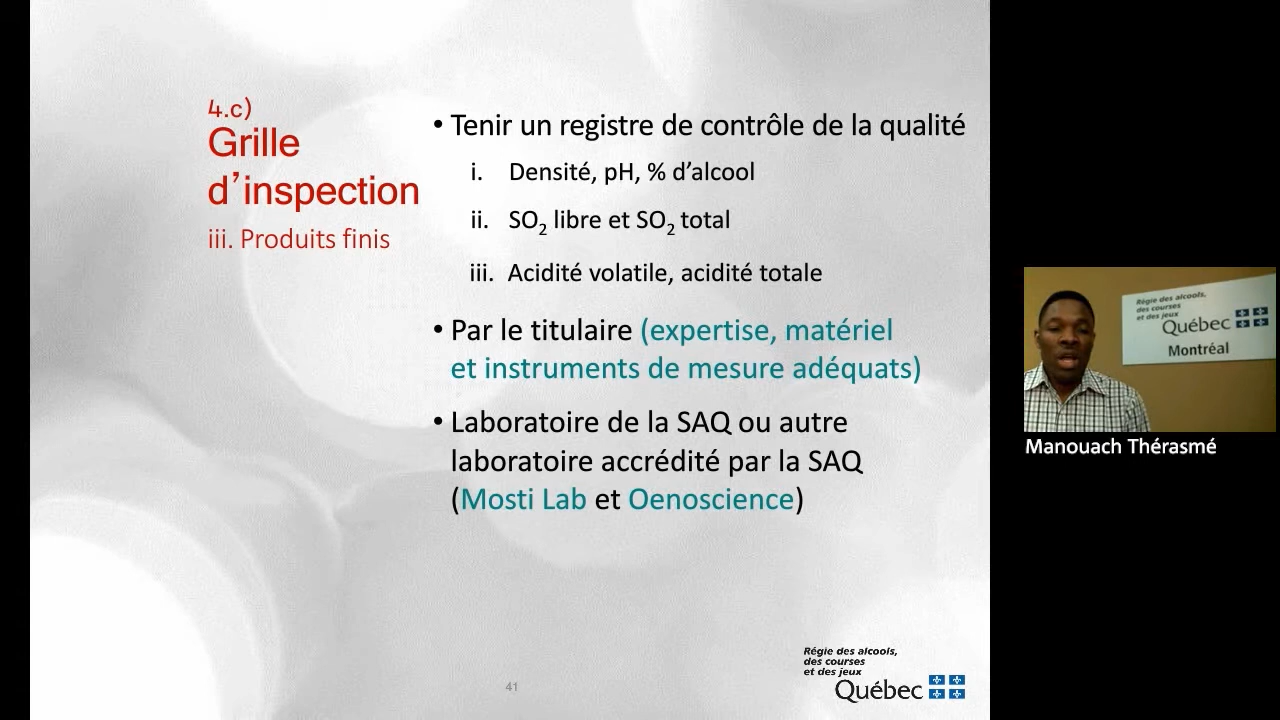 4.c)
Grille
d’inspection
iii. Produits finis
• Tenir un registre de contrôle de la qualité
i. Densité, pH, % d’alcool
ii. SO2 libre et SO2 total
iii. Acidité volatile, acidité totale
• Par le titulaire (expertise, matériel
et instruments de mesure adéquats)
• Laboratoire de la SAQ ou autre
laboratoire accrédité par la SAQ
(Mosti Lab et Oenoscience)
41
Régie des alcools,
des courses
et des jeux
Québec
Régie des alcools,
des courses
et des jeux
Québec
Montréal
Manouach Thérasmé